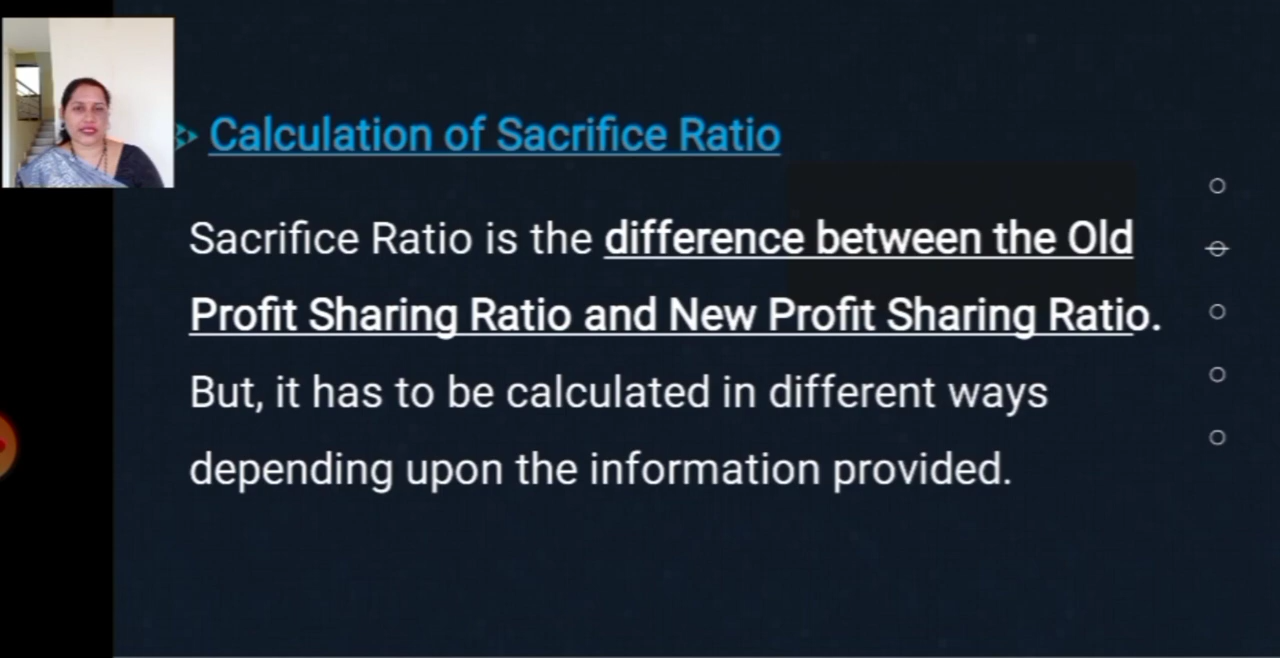 Calculation of Sacrifice Ratio
Sacrifice Ratio is the difference between the Old
Profit Sharing Ratio and New Profit Sharing Ratio.
But, it has to be calculated in different ways
depending upon the information provided.